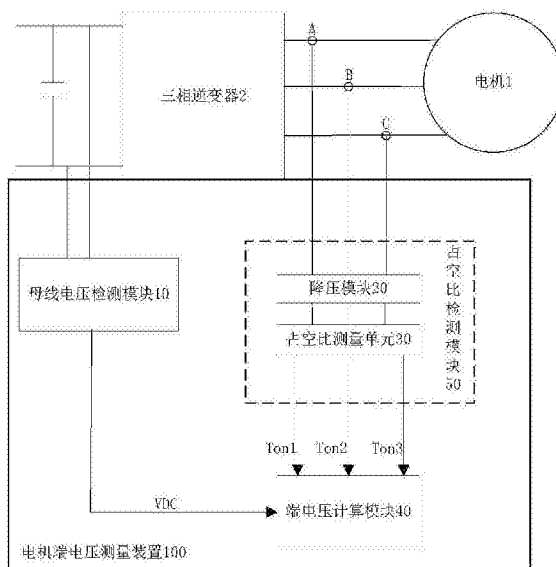 A
B
C
三相逆变器2
电机1
母线电压检测模块10
降压模块20
占空比测量单元30
占空比检测模块50
Ton1
Ton2
Ton3
VDC
端电压计算模块40
电机端电压测量装置100